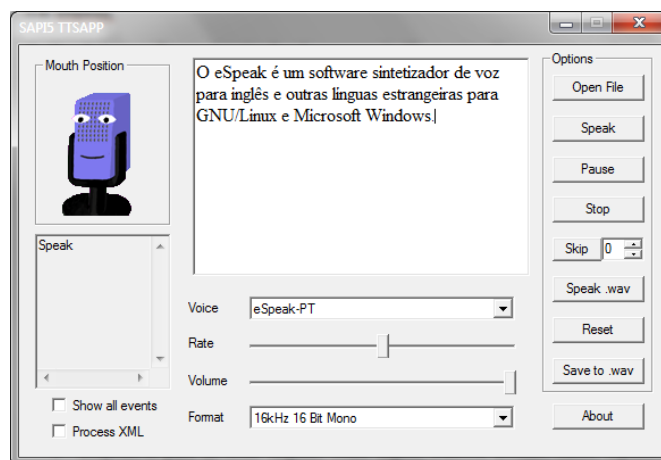 SAPI5 TTSAPP
Mouth Position
O eSpeak é um software sintetizador de voz
para inglês e outras linguas estrangeiras para
GNU/Linux e Microsoft Windows.
Options
Open File
Speak
Pause
Stop
Skip 0
Speak .wav
Reset
Save to .wav
About
Speak
Voice eSpeak-PT
Rate
Volume
Format 16kHz 16 Bit Mono
Show all events
Process XML